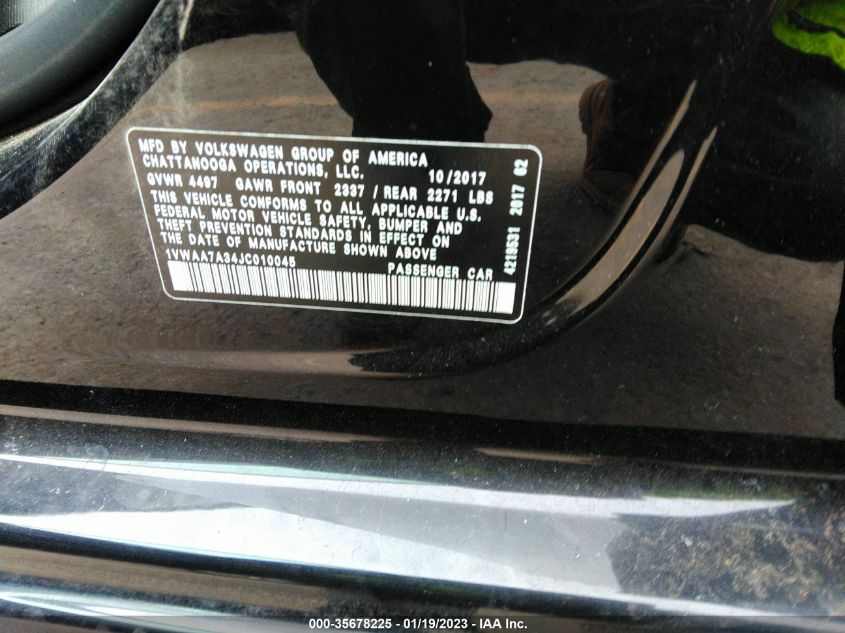 MFD BY VOLKSWAGEN GROUP OF AMERICA
CHATTANOOGA OPERATIONS, LLC. 10/2017
GVWR 4497 GAWR FRONT 2337 / REAR 2271 LBS
THIS VEHICLE CONFORMS TO ALL APPLICABLE U.S.
FEDERAL MOTOR VEHICLE SAFETY, BUMPER AND
THEFT PREVENTION STANDARDS IN EFFECT ON
THE DATE OF MANUFACTURE SHOWN ABOVE
1VWAA7A34JC010045 PASSENGER CAR
2017 02
000-35678225 - 01/19/2023 - IAA Inc.